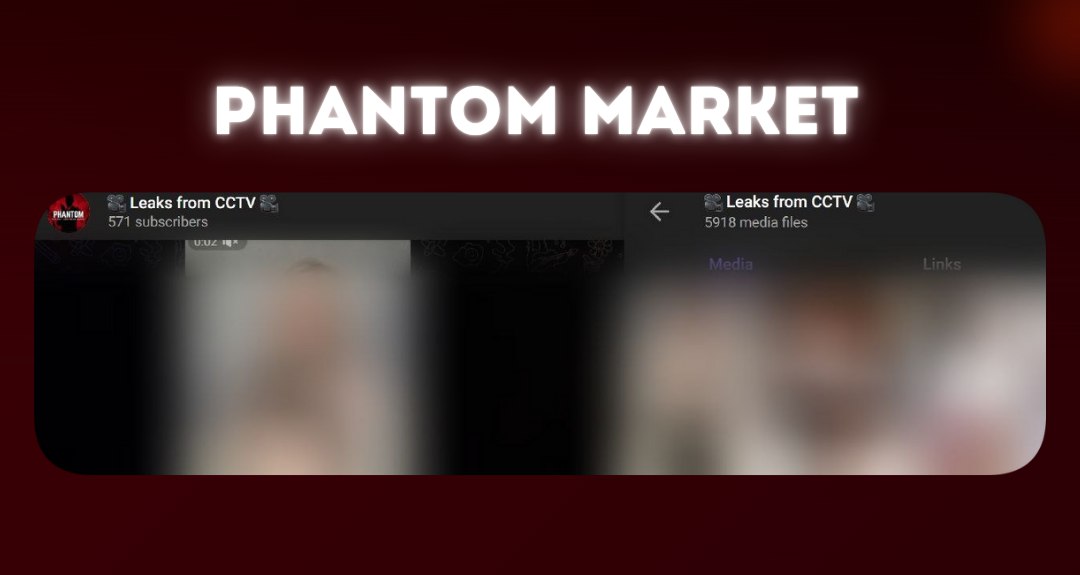 PHANTOM MARKET
PHANTOM
🎥 Leaks from CCTV 🎥
571 subscribers
0:02
🎥 Leaks from CCTV 🎥
5918 media files
Media
Links